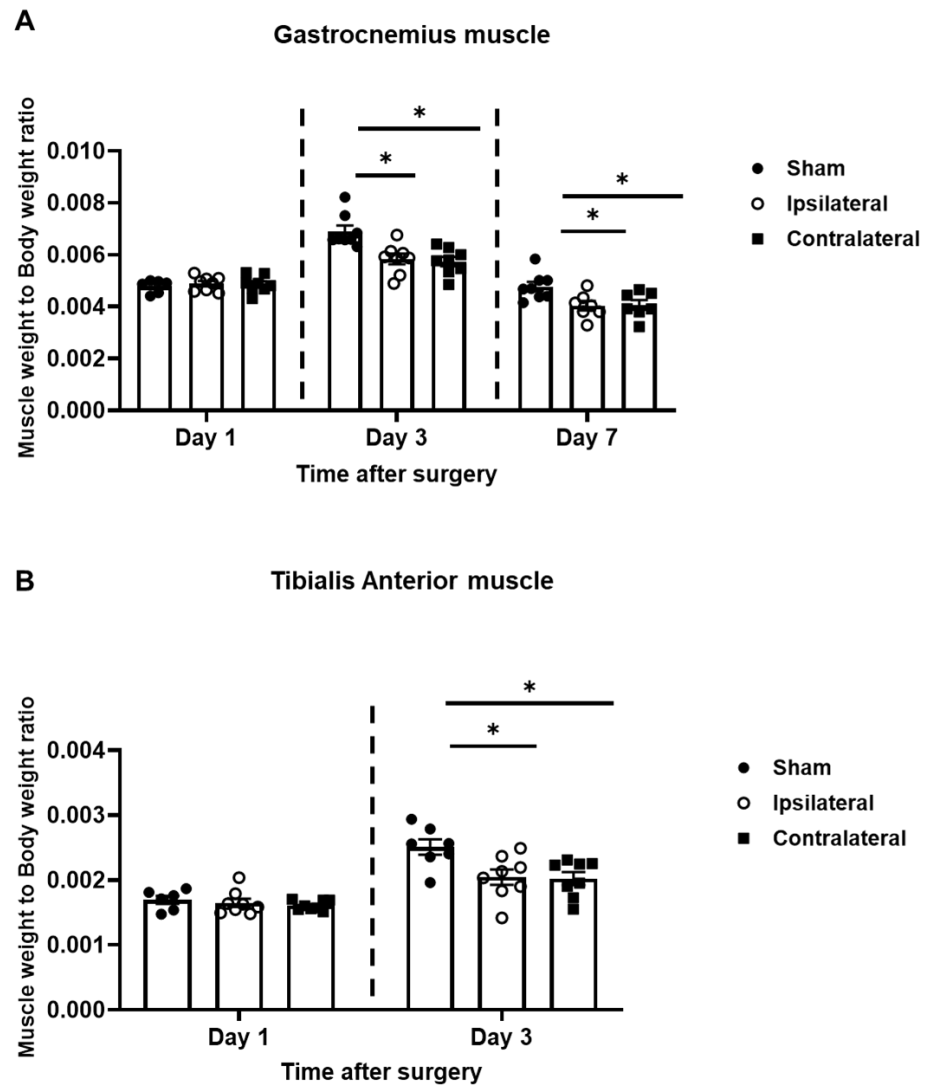 A
Gastrocnemius muscle
Muscle weight to Body weight ratio
0.010
0.008
0.006
0.004
0.002
0.000
*
*
*
*
Day 1
Day 3
Day 7
Time after surgery
Sham
Ipsilateral
Contralateral
B
Tibialis Anterior muscle
Muscle weight to Body weight ratio
0.004
0.003
0.002
0.001
0.000
*
*
Day 1
Day 3
Time after surgery
Sham
Ipsilateral
Contralateral